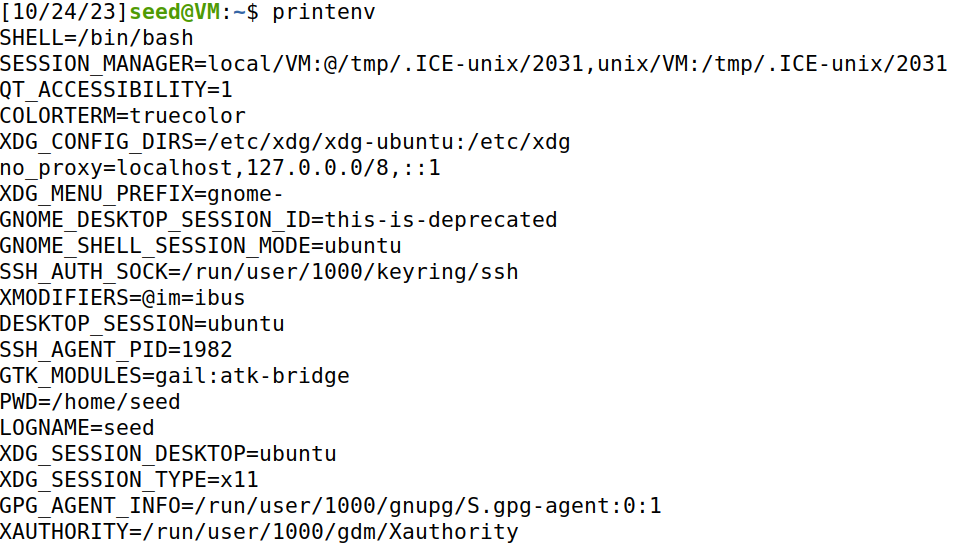 [10/24/23]seed@VM:~$ printenv
SHELL=/bin/bash
SESSION_MANAGER=local/VM:@/tmp/.ICE-unix/2031,unix/VM:/tmp/.ICE-unix/2031
QT_ACCESSIBILITY=1
COLORTERM=truecolor
XDG_CONFIG_DIRS=/etc/xdg/xdg-ubuntu:/etc/xdg
no_proxy=localhost,127.0.0.0/8,::1
XDG_MENU_PREFIX=gnome-
GNOME_DESKTOP_SESSION_ID=this-is-deprecated
GNOME_SHELL_SESSION_MODE=ubuntu
SSH_AUTH_SOCK=/run/user/1000/keyring/ssh
XMODIFIERS=@im=ibus
DESKTOP_SESSION=ubuntu
SSH_AGENT_PID=1982
GTK_MODULES=gail:atk-bridge
PWD=/home/seed
LOGNAME=seed
XDG_SESSION_DESKTOP=ubuntu
XDG_SESSION_TYPE=x11
GPG_AGENT_INFO=/run/user/1000/gnupg/S.gpg-agent:0:1
XAUTHORITY=/run/user/1000/gdm/Xauthority